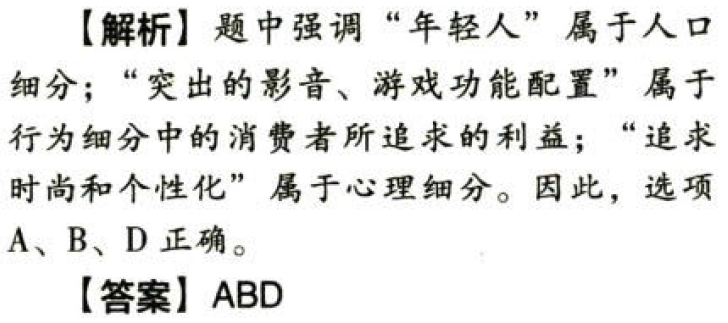 【解析】题中强调“年轻人”属于人口
细分；“突出的影音、游戏功能配置”属于
行为细分中的消费者所追求的利益；“追求
时尚和个性化”属于心理细分。因此，选项
A、B、D 正确。
【答案】ABD